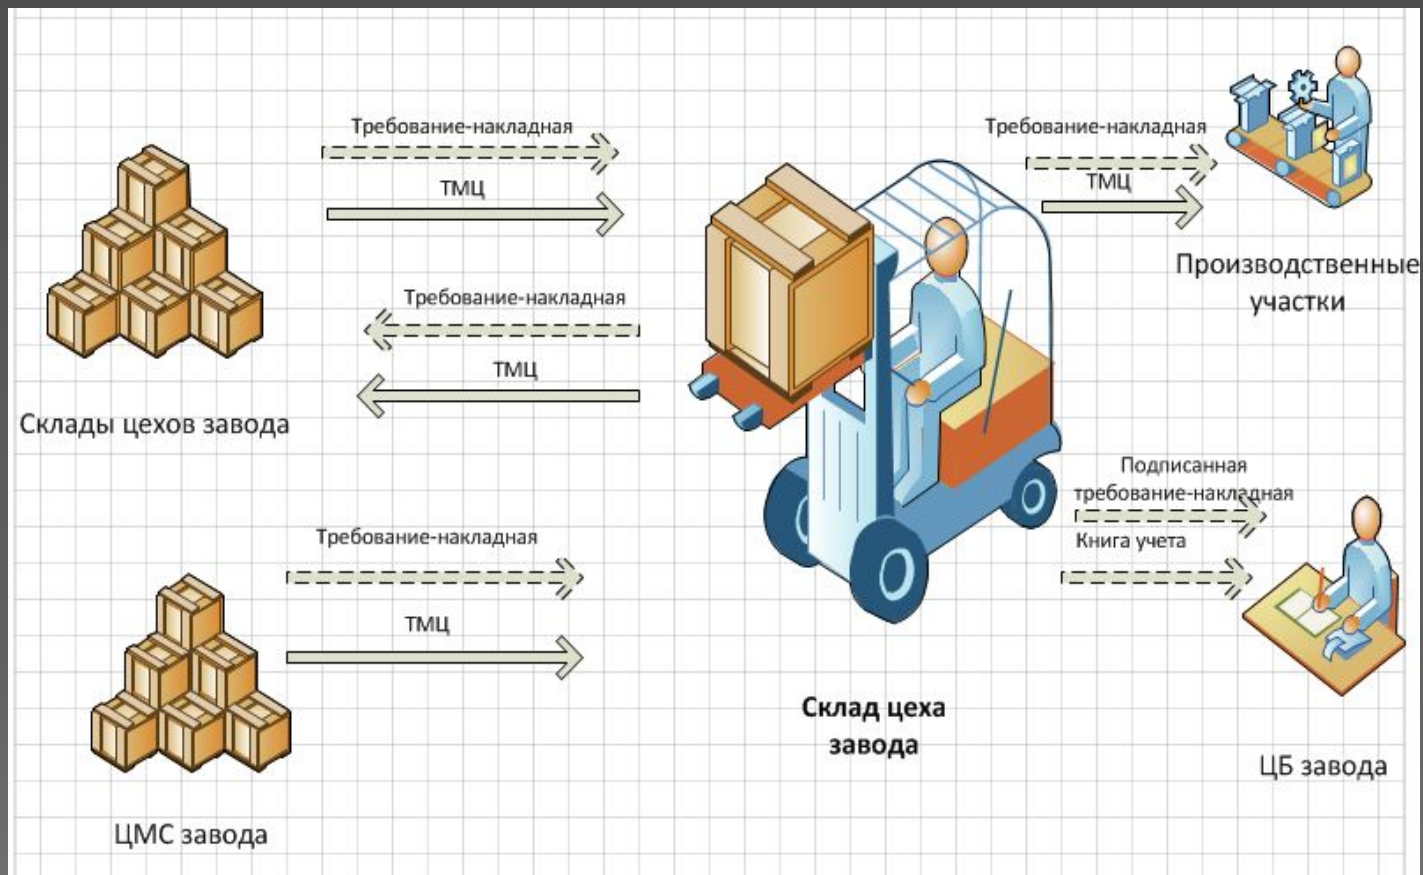 Требование-накладная
ТМЦ
Требование-накладная
ТМЦ
Склады цехов завода
Требование-накладная
ТМЦ
ЦМС завода
Склад цеха
завода
Требование-накладная
ТМЦ
Производственные
участки
Подписанная
требование-накладная
Книга учета
ЦБ завода